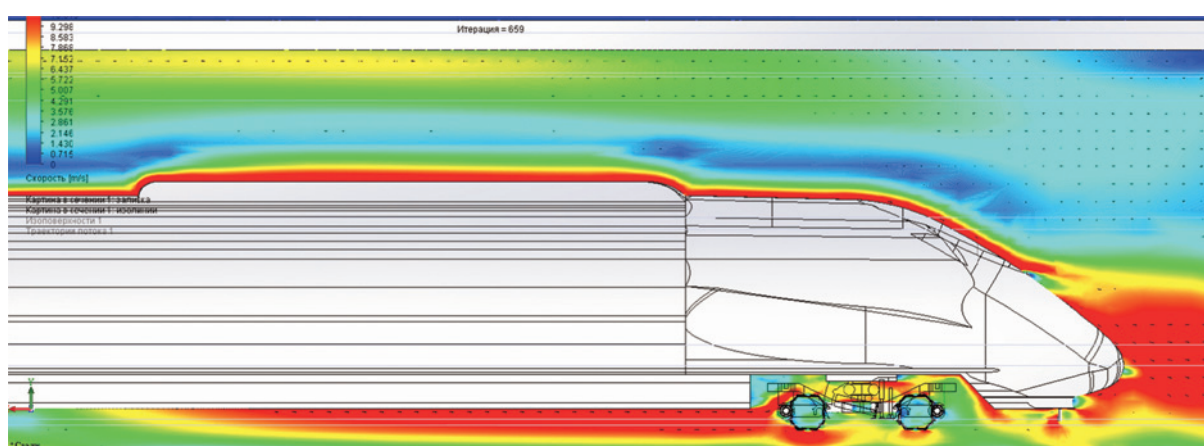 Итерация = 659
9.298
8.583
7.868
7.152
6.437
5.722
5.007
4.291
3.576
2.861
2.146
1.430
0.715
0
Скорость [m/s]
Картина в сечении 1: заливка
Картина в сечении 1: изолинии
Изоповерхности 1
Траектории потока 1
Y